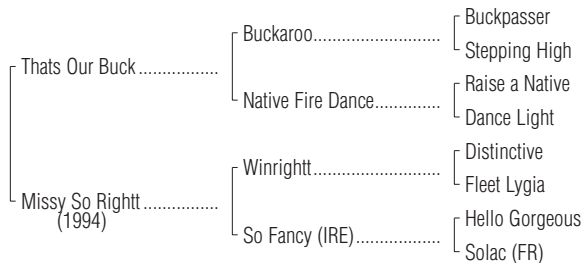 Thats Our Buck ................
Missy So Rightt ...............
(1994)
Buckaroo..........................
Native Fire Dance.............
Winrightt ..........................
So Fancy (IRE).................
Buckpasser
Stepping High
Raise a Native
Dance Light
Distinctive
Fleet Lygia
Hello Gorgeous
Solac (FR)